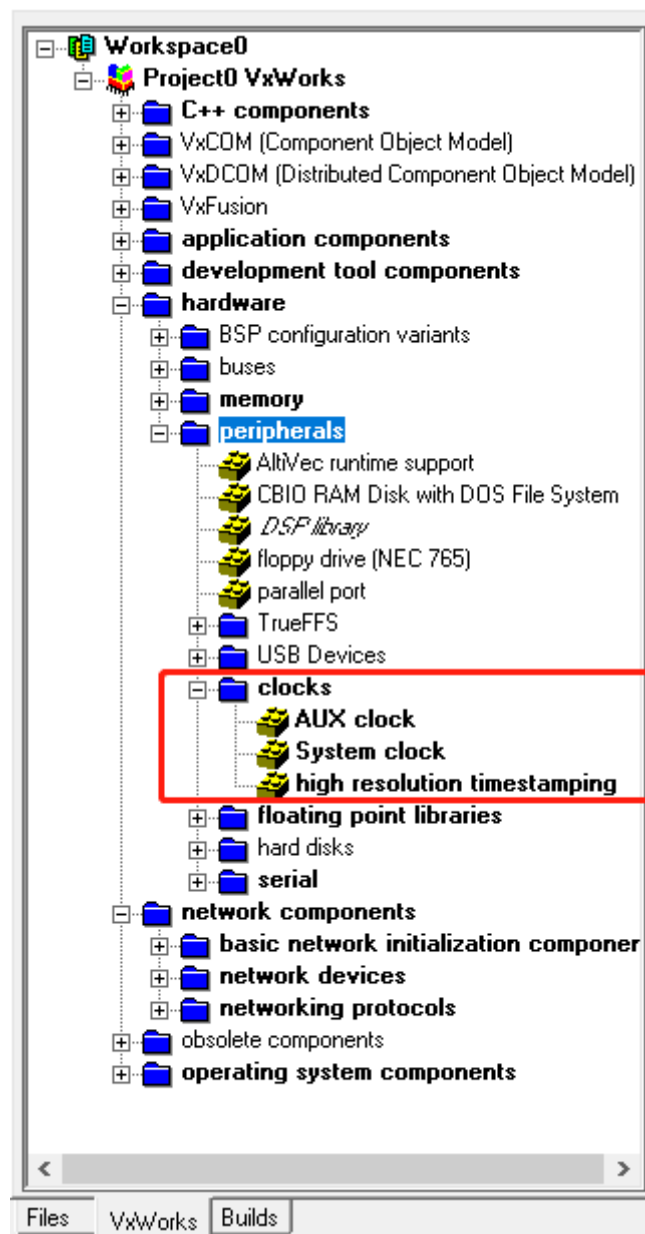 Workspace0
Project0 VxWorks
C++ components
VxCOM (Component Object Model)
VxDCOM (Distributed Component Object Model)
VxFusion
application components
development tool components
hardware
BSP configuration variants
buses
memory
peripherals
AltiVec runtime support
CBIO RAM Disk with DOS File System
DSP library
floppy drive (NEC 765)
parallel port
TrueFFS
USB Devices
clocks
AUX clock
System clock
high resolution timestamping
floating point libraries
hard disks
serial
network components
basic network initialization componer
network devices
networking protocols
obsolete components
operating system components
Files VxWorks Builds